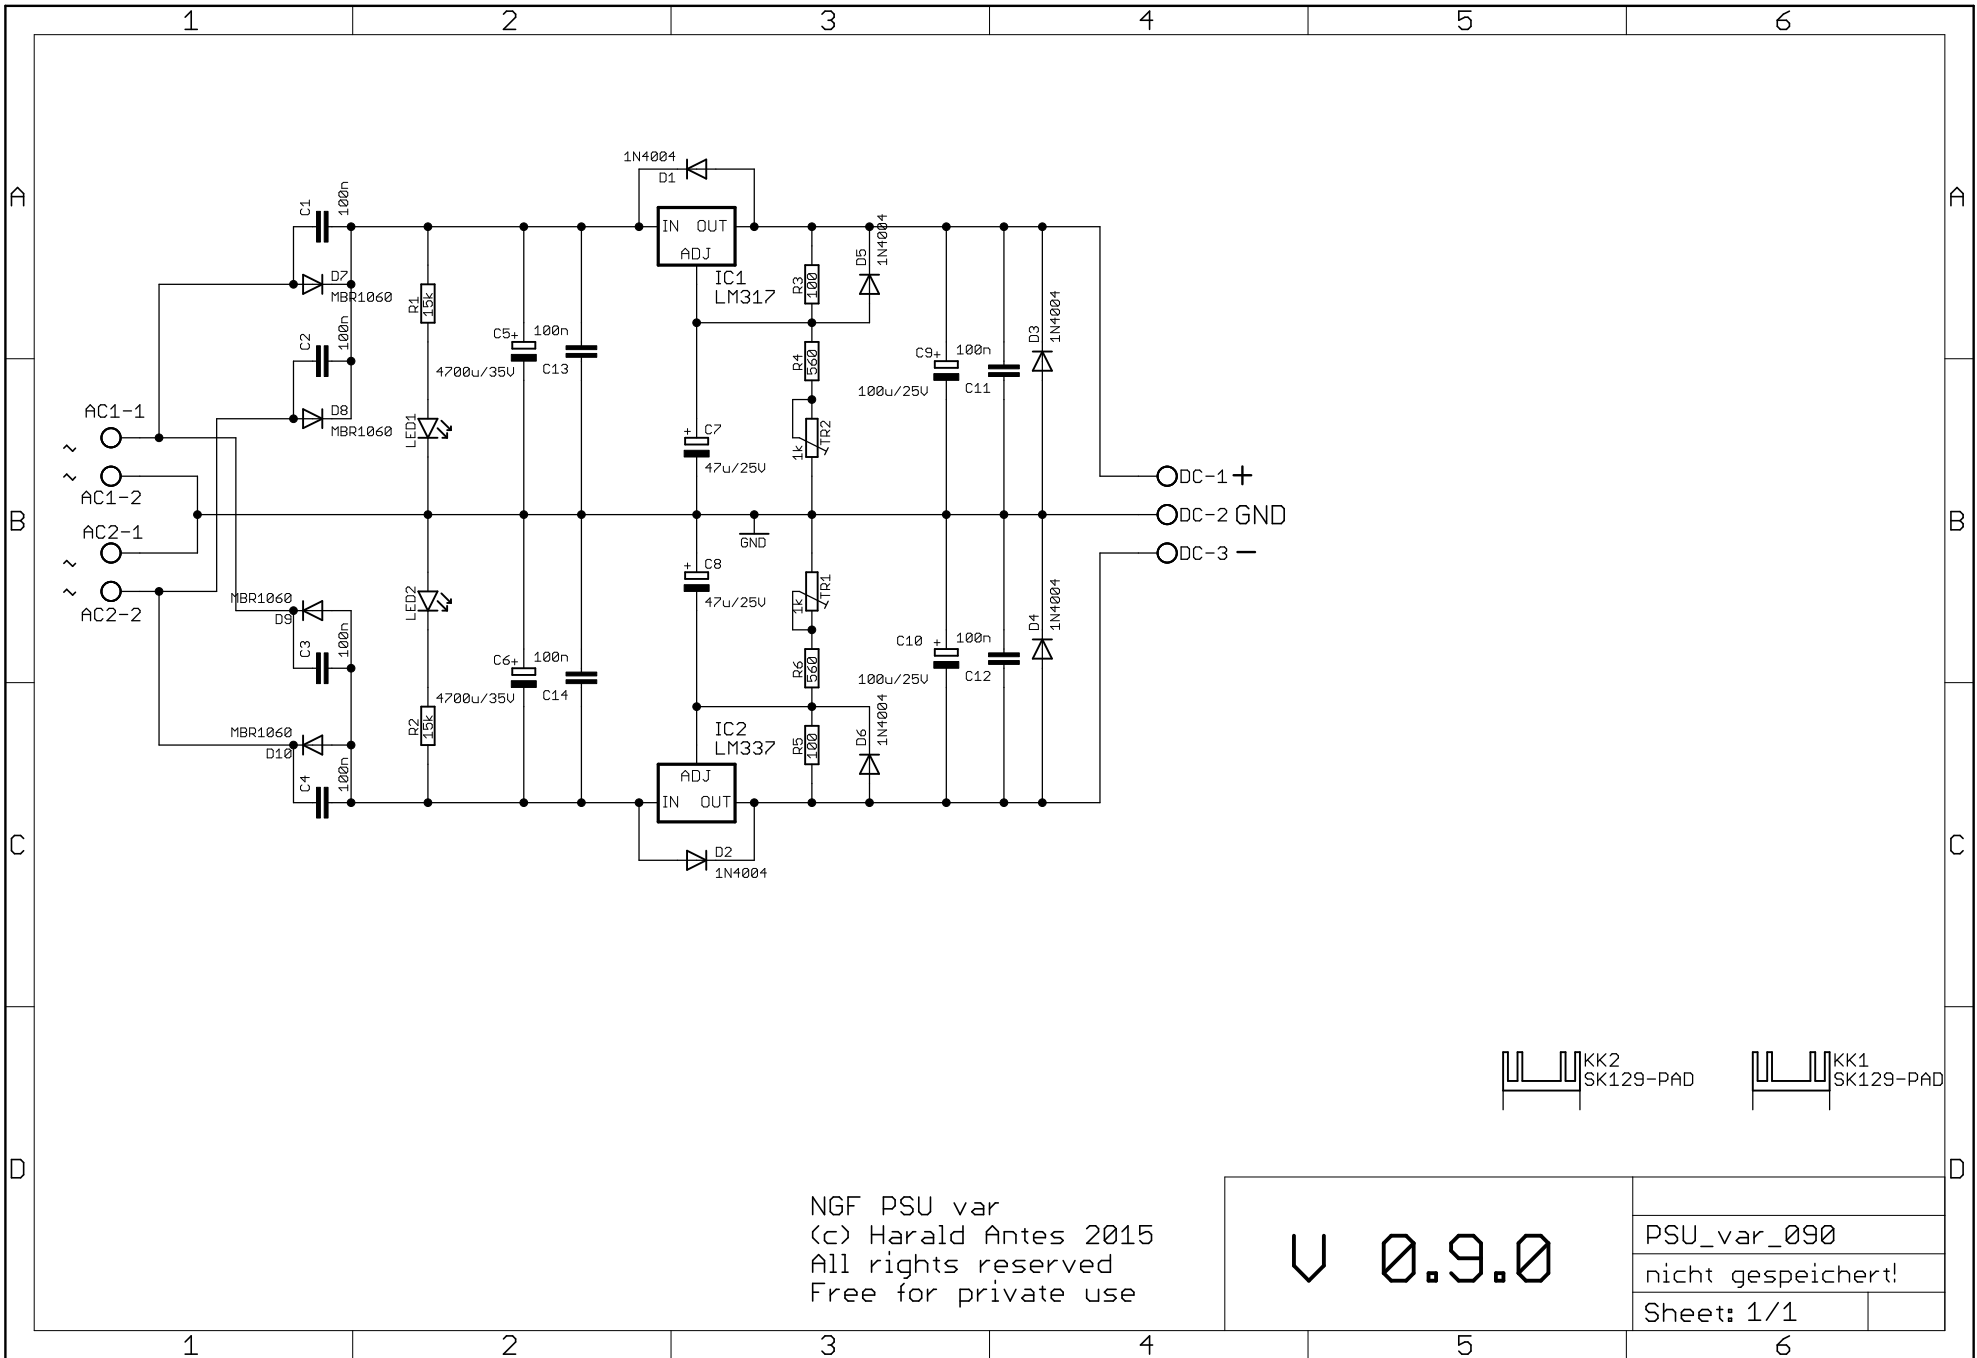 1 2 3 4 5 6
A
A
B
B
C
C
D
D
1N4004
D1
C1
100n
IN OUT
ADJ
IC1
LM317
D7
MBR1060
C2
100n
D8
MBR1060
R1
15k
LED1
C5
+
4700u/35V
100n
C13
R3
100
D5
1N4004
R4
560
1k
TR2
+
C7
47u/25V
C9
+
100u/25V
100n
C11
D3
1N4004
AC1-1
~
~
AC1-2
AC2-1
~
~
AC2-2
GND
DC-1 +
DC-2 GND
DC-3 -
MBR1060
D9
C3
100n
MBR1060
D10
C4
100n
LED2
R2
15k
C6
+
4700u/35V
100n
C14
+
C8
47u/25V
1k
TR1
R6
560
R5
100
D6
1N4004
C10
+
100u/25V
100n
C12
D4
1N4004
IC2
LM337
ADJ
IN OUT
D2
1N4004
KK2
SK129-PAD
KK1
SK129-PAD
NGF PSU var
(c) Harald Antes 2015
All rights reserved
Free for private use
V 0.9.0
PSU_var_090
nicht gespeichert!
Sheet: 1/1
1 2 3 4 5 6